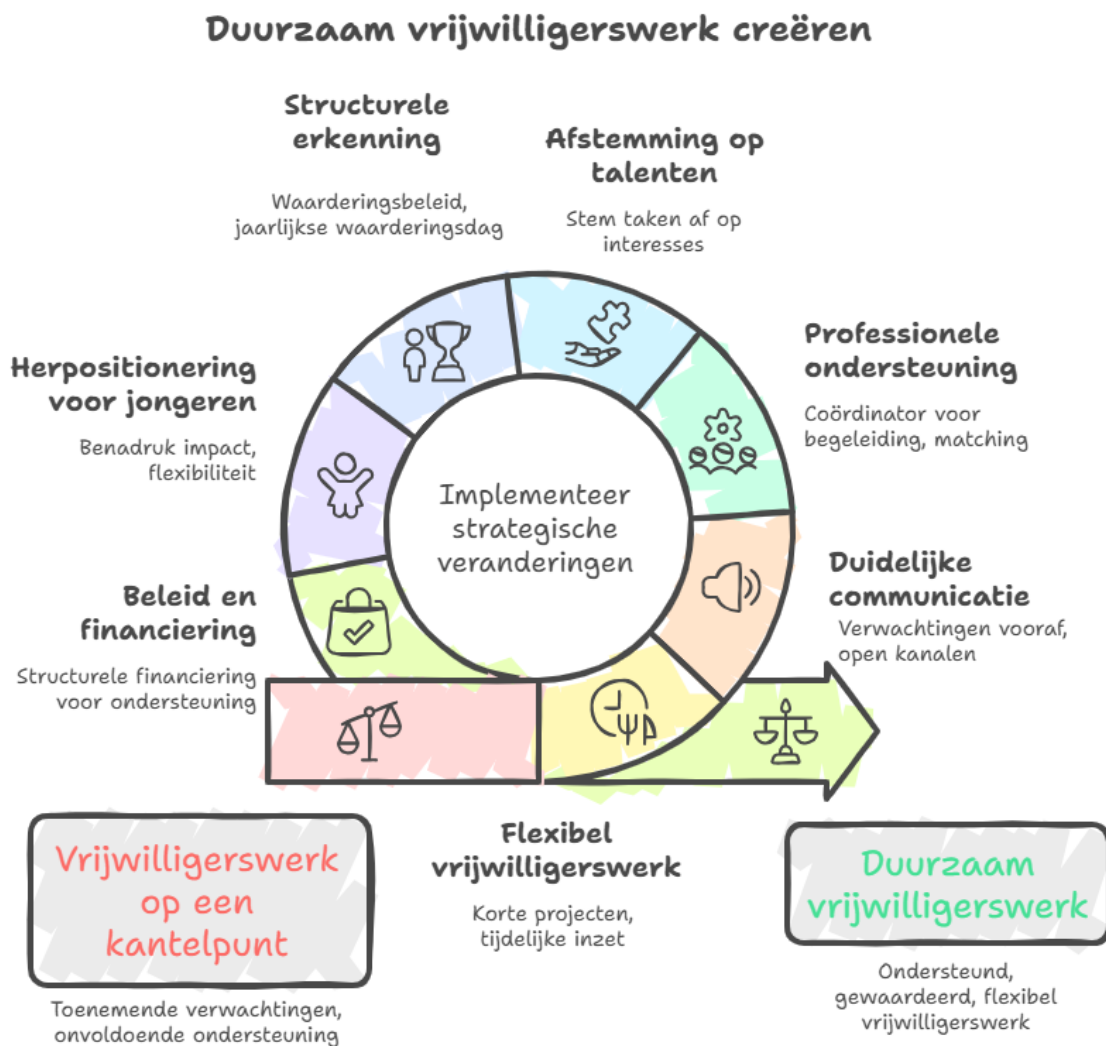 Duurzaam vrijwilligerswerk creëren
Structurele
erkenning
Waarderingsbeleid,
jaarlijkse waarderingsdag
Afstemming op
talenten
Stem taken af op
interesses
Herpositionering
voor jongeren
Benadruk impact,
flexibiliteit
Professionele
ondersteuning
Coördinator voor
begeleiding, matching
Implementeer
strategische
veranderingen
Beleid en
financiering
Structurele financiering
voor ondersteuning
Duidelijke
communicatie
Verwachtingen vooraf,
open kanalen
Vrijwilligerswerk
op een
kantelpunt
Toenemende verwachtingen,
onvoldoende ondersteuning
Flexibel
vrijwilligerswerk
Korte projecten,
tijdelijke inzet
Duurzaam
vrijwilligerswerk
Ondersteund,
gewaardeerd, flexibel
vrijwilligerswerk